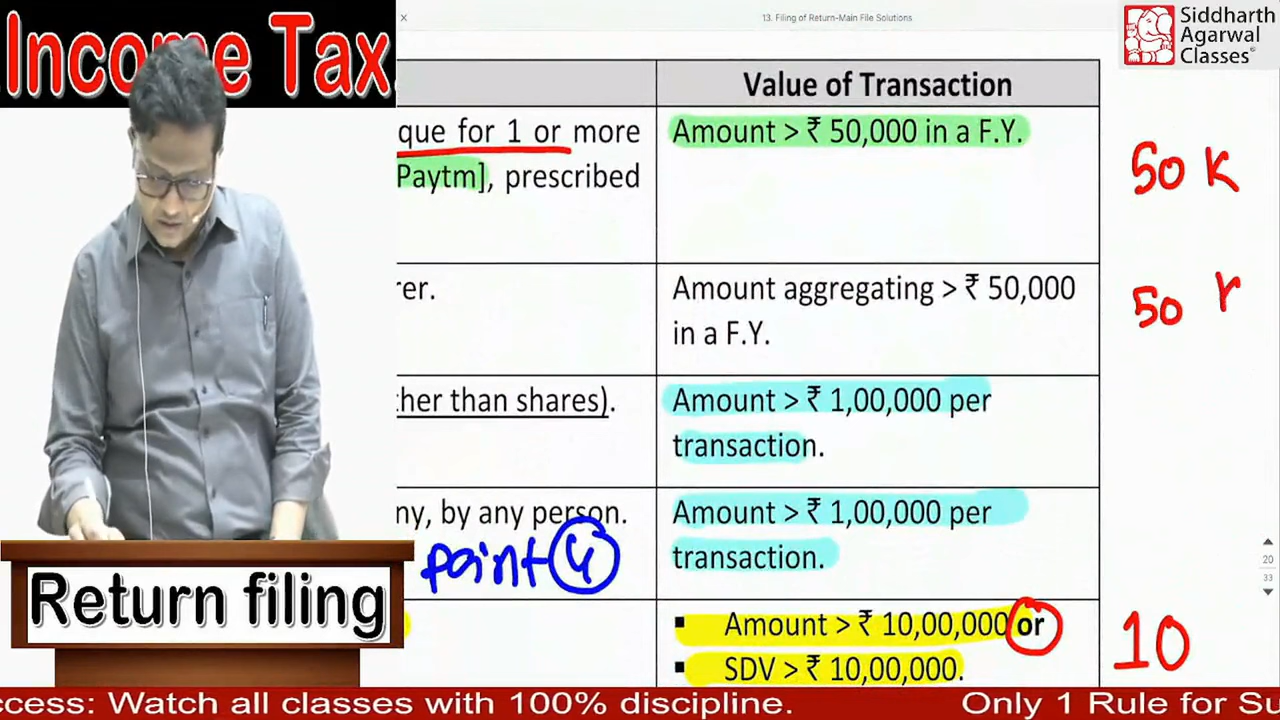 Income Tax
13. Filing of Return-Main File Solutions
Siddharth
Agarwal
Classes®
Value of Transaction
que for 1 or more
Paytm], prescribed
Amount > ₹ 50,000 in a F.Y.
50 K
rer.
Amount aggregating > ₹ 50,000
in a F.Y.
50
ther than shares).
Amount > ₹ 1,00,000 per
transaction.
ny, by any person.
Point 4
Amount > ₹ 1,00,000 per
transaction.
▪ Amount > ₹ 10,00,000 or
▪ SDV > ₹ 10,00,000.
10
20
33
Return filing
ccess: Watch all classes with 100% discipline.
Only 1 Rule for Su